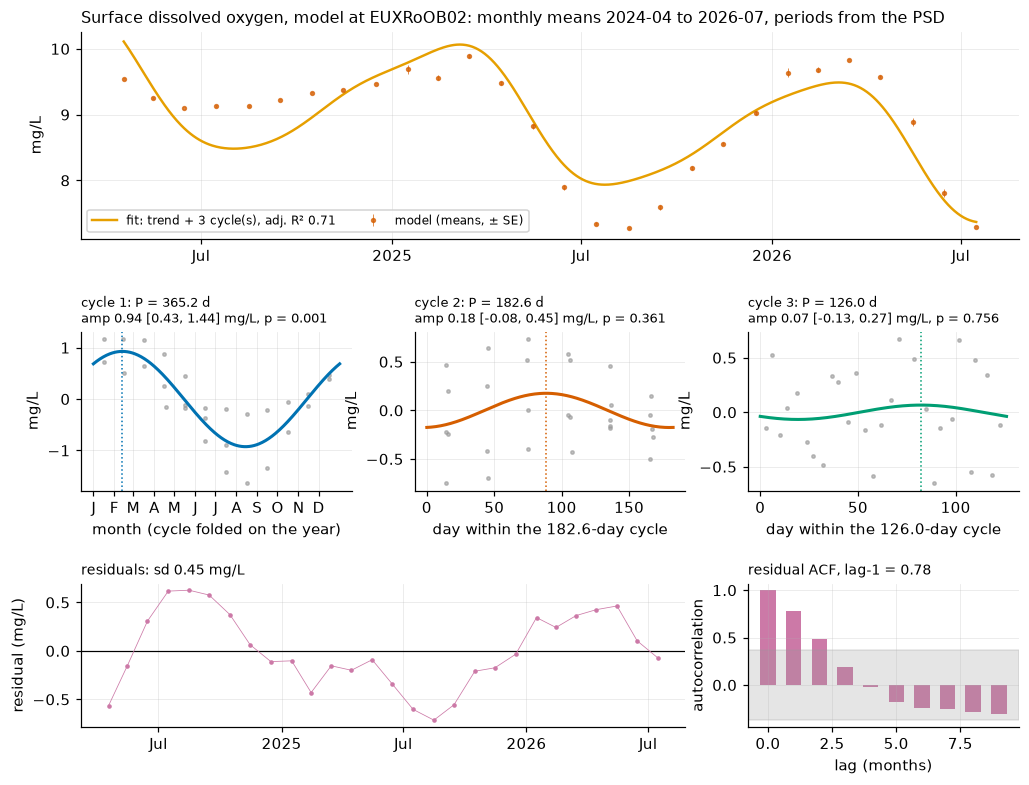 Surface dissolved oxygen, model at EUXRoOB02: monthly means 2024-04 to 2026-07, periods from the PSD
10
9
8
mg/L
fit: trend + 3 cycle(s), adj. R² 0.71
model (means, ± SE)
Jul
2025
Jul
2026
Jul
cycle 1: P = 365.2 d
amp 0.94 [0.43, 1.44] mg/L, p = 0.001
1
0
−1
mg/L
J F M A M J J A S O N D
month (cycle folded on the year)
cycle 2: P = 182.6 d
amp 0.18 [-0.08, 0.45] mg/L, p = 0.361
0.5
0.0
−0.5
mg/L
0 50 100 150
day within the 182.6-day cycle
cycle 3: P = 126.0 d
amp 0.07 [-0.13, 0.27] mg/L, p = 0.756
0.5
0.0
−0.5
mg/L
0 50 100
day within the 126.0-day cycle
residuals: sd 0.45 mg/L
0.5
0.0
−0.5
residual (mg/L)
Jul
2025
Jul
2026
Jul
residual ACF, lag-1 = 0.78
1.0
0.5
0.0
autocorrelation
0.0 2.5 5.0 7.5
lag (months)